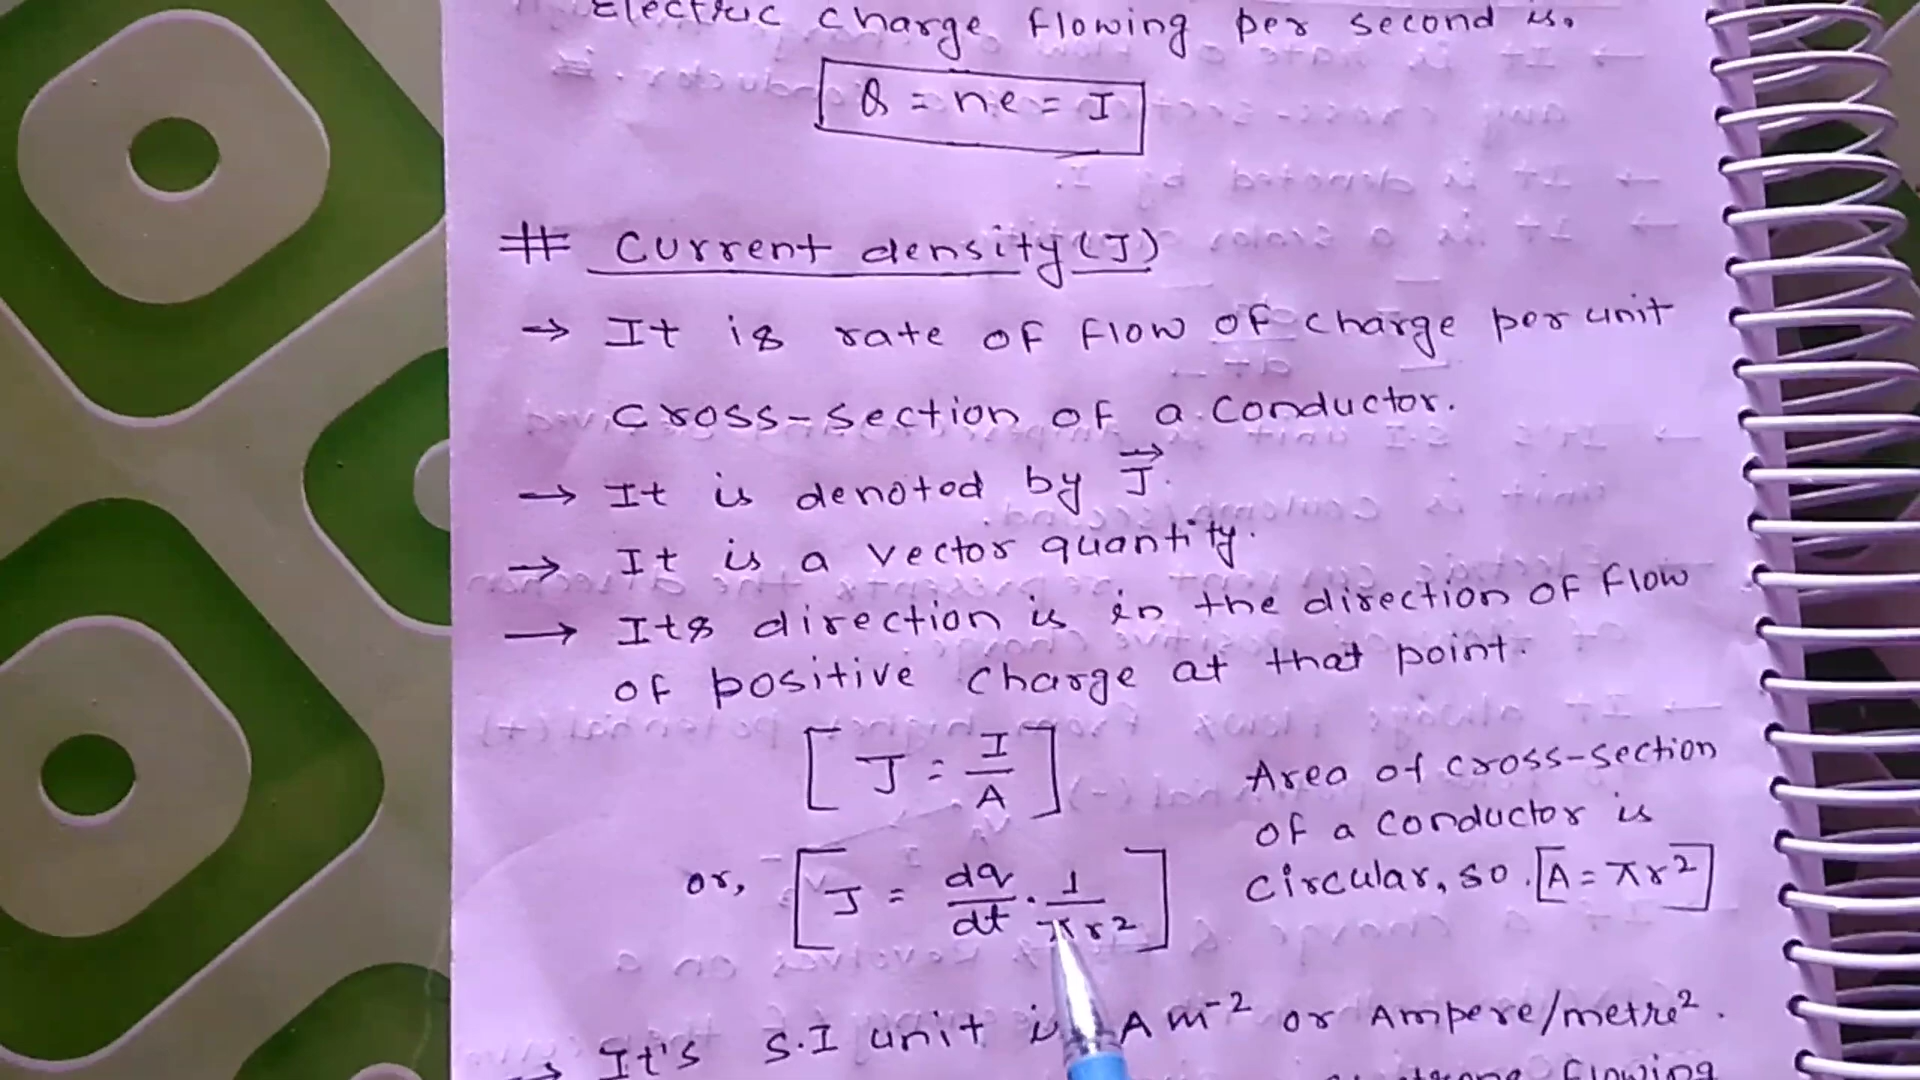 Electric charge flowing per second is.
Q = ne = I
# Current density (J)
→ It is rate of flow of charge per unit
cross-section of a conductor.
→ It is denoted by J⃗.
→ It is a vector quantity.
→ Its direction is in the direction of flow
of positive charge at that point.
[J = I/A]
Area of cross-section
of a conductor is
circular, so. [A = πr²]
or, [J = dq/dt · 1/πr²]
→ It's S.I unit is Am⁻² or Ampere/metre².
flowing